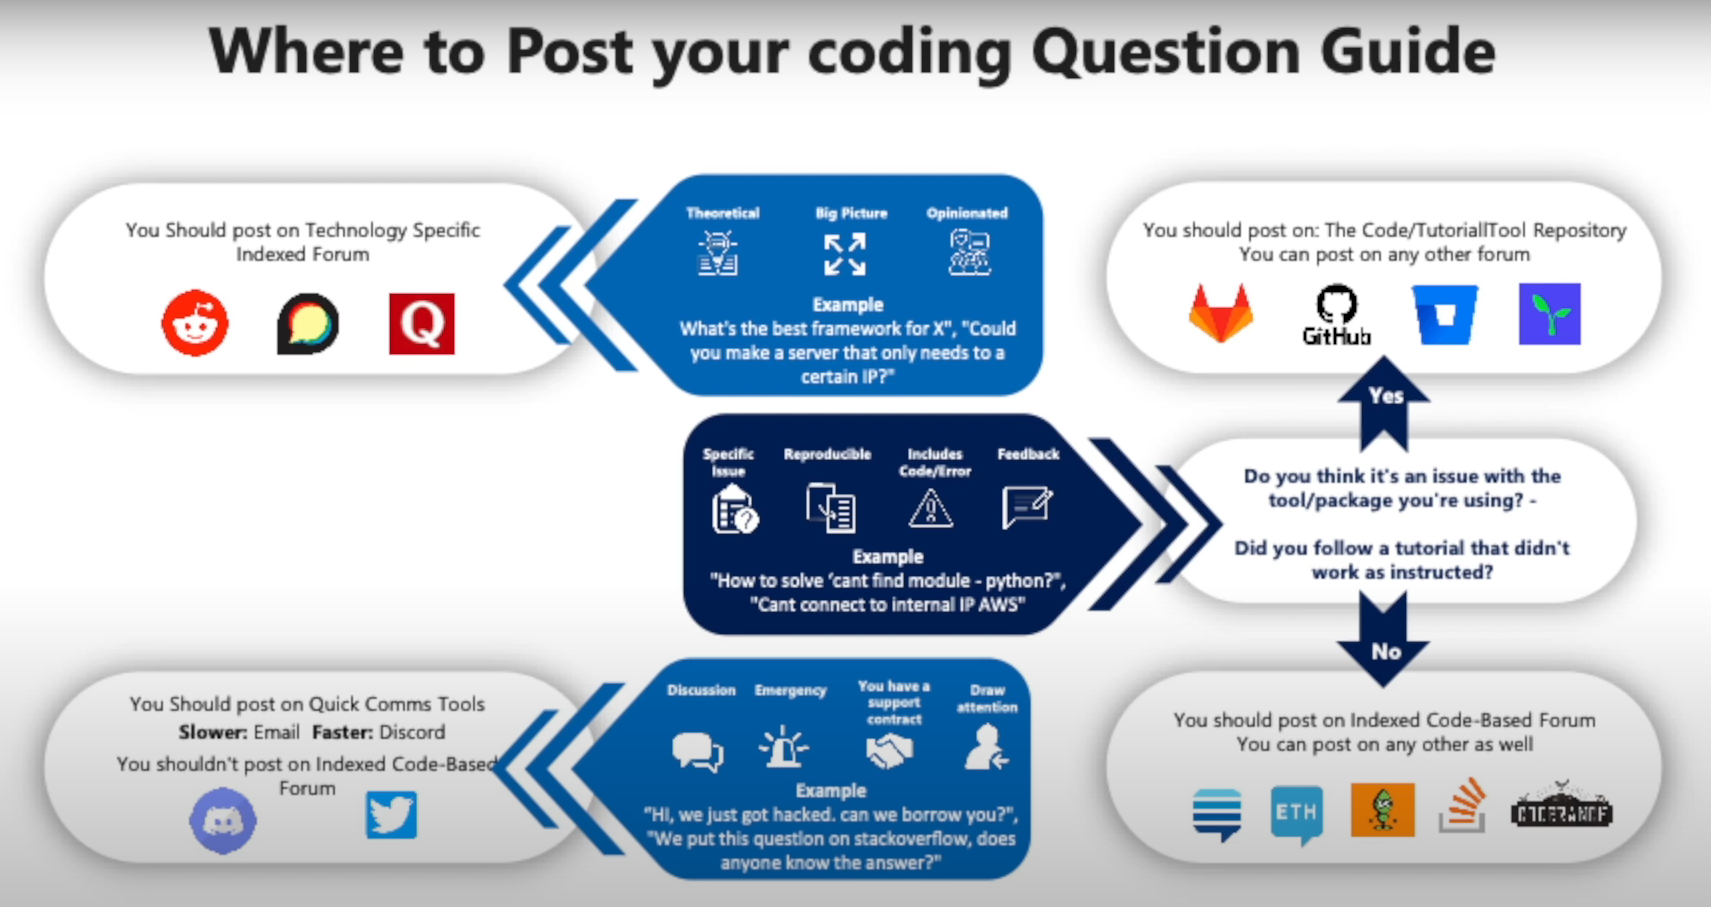 Where to Post your coding Question Guide
You Should post on Technology Specific
Indexed Forum
Theoretical
Big Picture
Opinionated
Example
What's the best framework for X", "Could
you make a server that only needs to a
certain IP?"
You should post on: The Code/TutoriallTool Repository
You can post on any other forum
GitHub
Yes
Specific
Issue
Reproducible
Includes
Code/Error
Feedback
Example
"How to solve ‘cant find module - python?",
"Cant connect to internal IP AWS"
Do you think it's an issue with the
tool/package you're using? -
Did you follow a tutorial that didn't
work as instructed?
No
You Should post on Quick Comms Tools
Slower: Email Faster: Discord
You shouldn't post on Indexed Code-Based
Forum
Discussion
Emergency
You have a
support
contract
Draw
attention
Example
"Hi, we just got hacked. can we borrow you?",
"We put this question on stackoverflow, does
anyone know the answer?"
You should post on Indexed Code-Based Forum
You can post on any other as well
ETH
CODERANCH